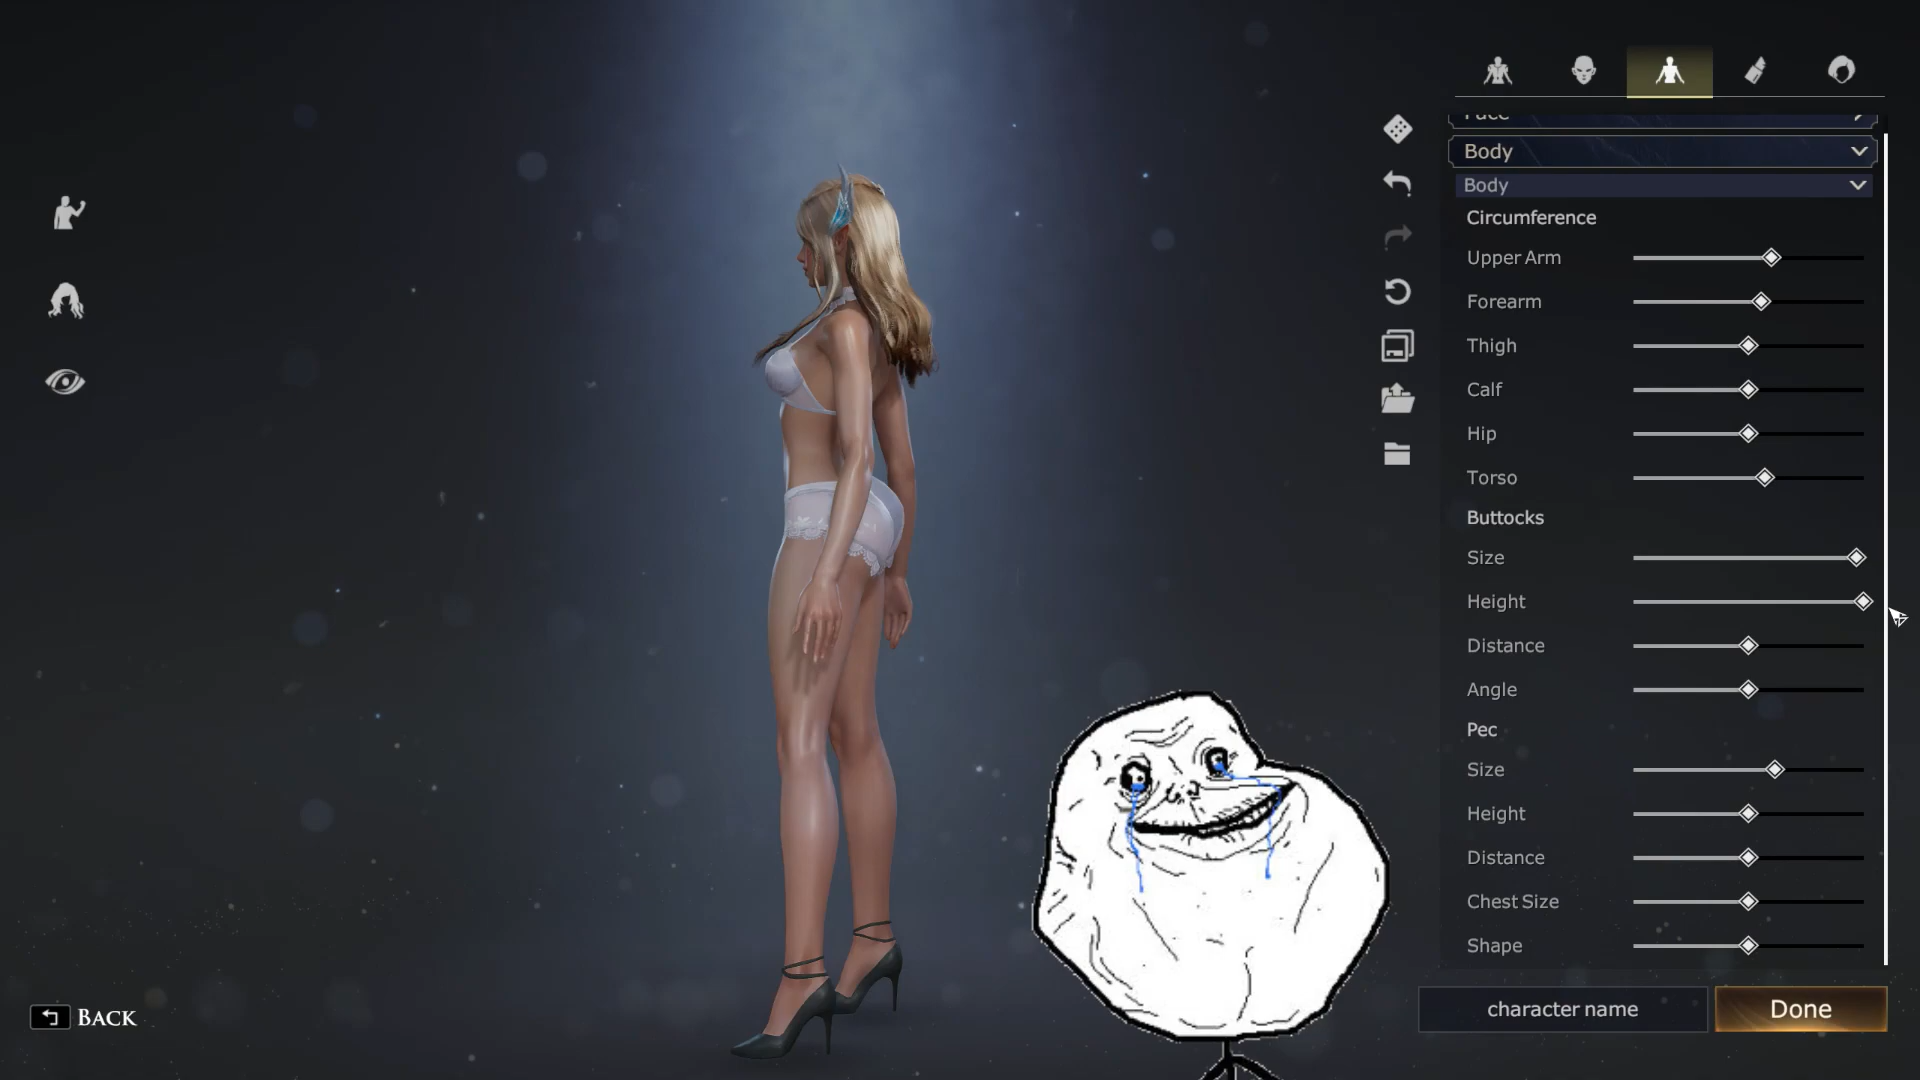 Face
Body
Body
Circumference
Upper Arm
Forearm
Thigh
Calf
Hip
Torso
Buttocks
Size
Height
Distance
Angle
Pec
Size
Height
Distance
Chest Size
Shape
BACK
character name
Done